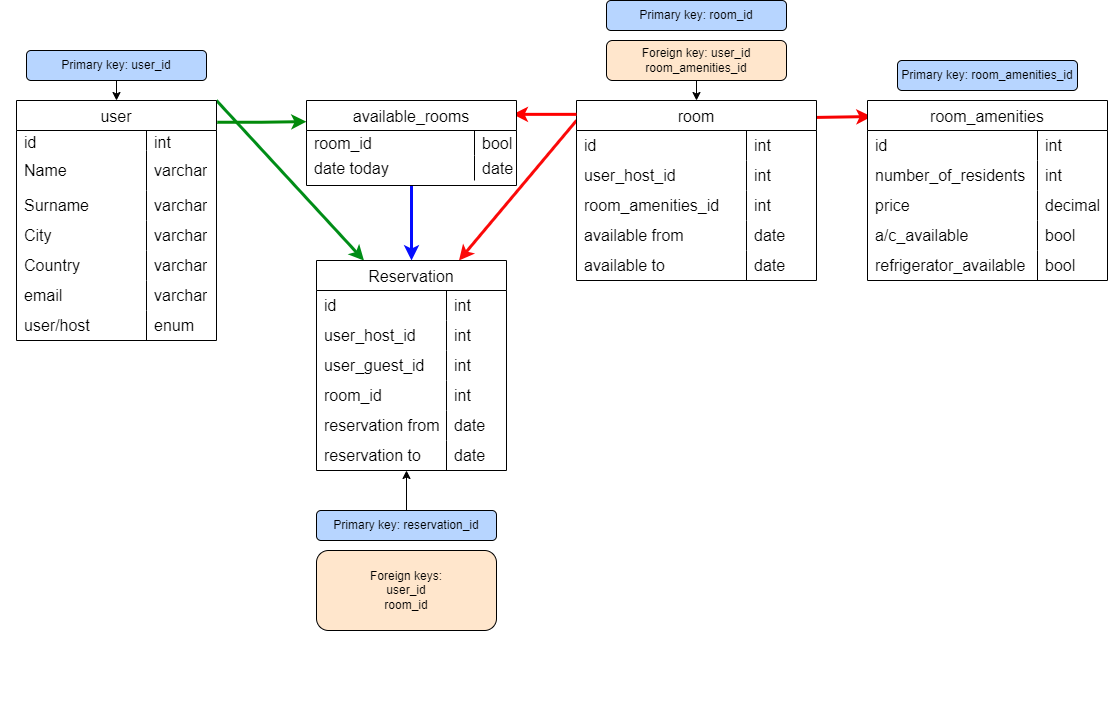 Primary key: room_id
Foreign key: user_id
room_amenities_id
Primary key: user_id
Primary key: room_amenities_id
user
id int
Name varchar
Surname varchar
City varchar
Country varchar
email varchar
user/host enum
available_rooms
room_id bool
date today date
room
id int
user_host_id int
room_amenities_id int
available from date
available to date
room_amenities
id int
number_of_residents int
price decimal
a/c_available bool
refrigerator_available bool
Reservation
id int
user_host_id int
user_guest_id int
room_id int
reservation from date
reservation to date
Primary key: reservation_id
Foreign keys:
user_id
room_id